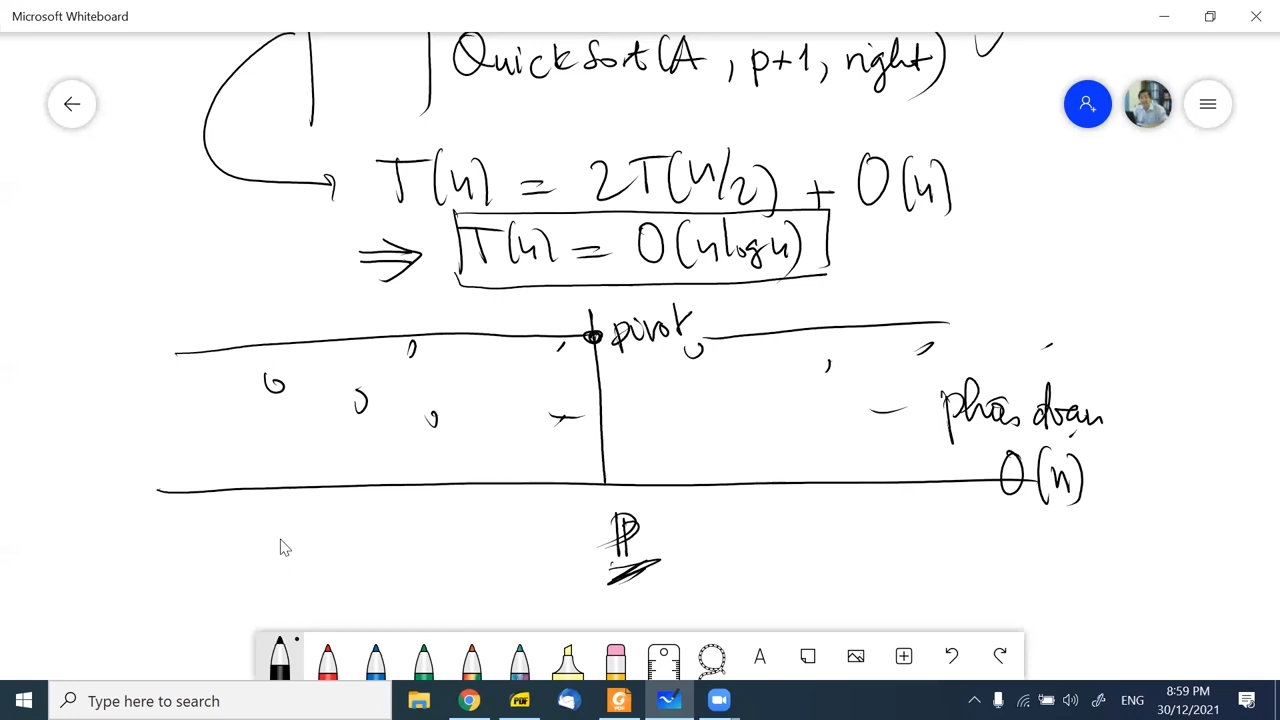 Microsoft Whiteboard
QuickSort(A, p+1, right)
T(n) = 2T(n/2) + O(n)
⇒ T(n) = O(nlogn)
pivot
phân đoạn
O(n)
P
A
Type here to search
PDF
ENG
8:59 PM
30/12/2021